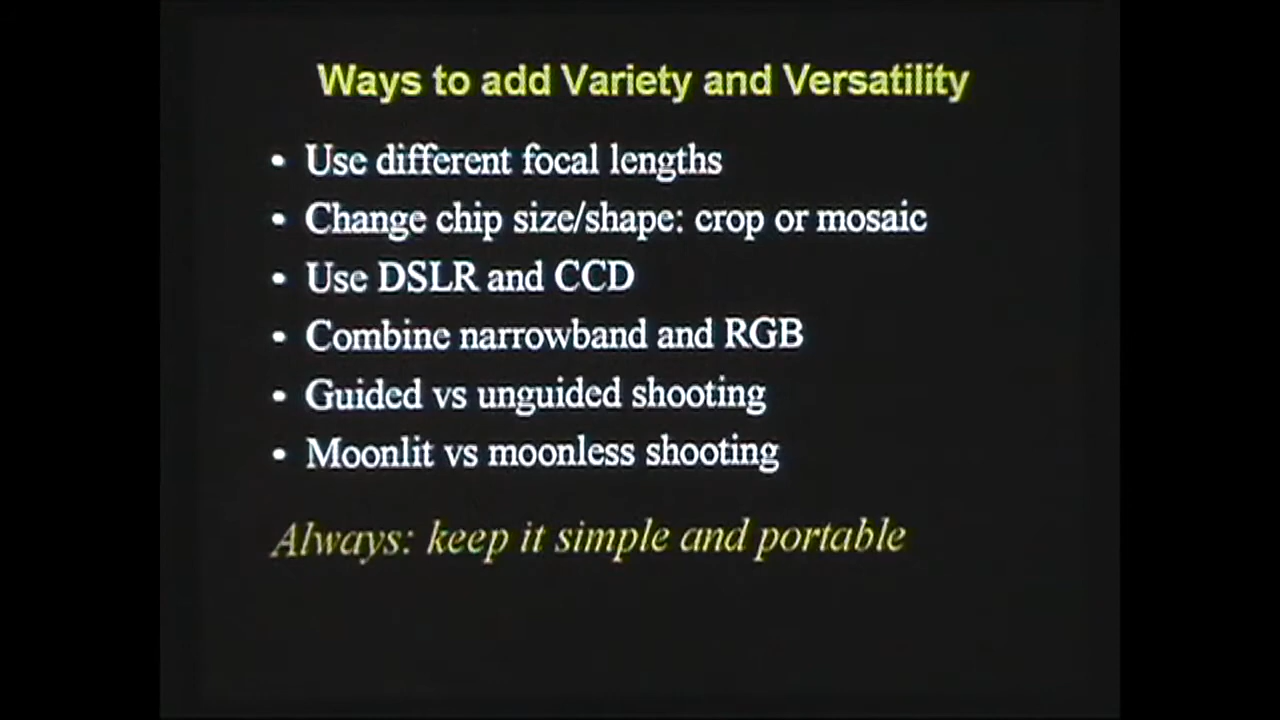 Ways to add Variety and Versatility
• Use different focal lengths
• Change chip size/shape: crop or mosaic
• Use DSLR and CCD
• Combine narrowband and RGB
• Guided vs unguided shooting
• Moonlit vs moonless shooting
Always: keep it simple and portable